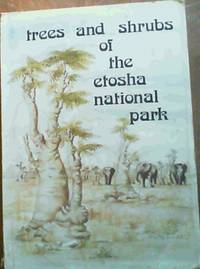 trees and shrubs
of
the
etosha
national
park